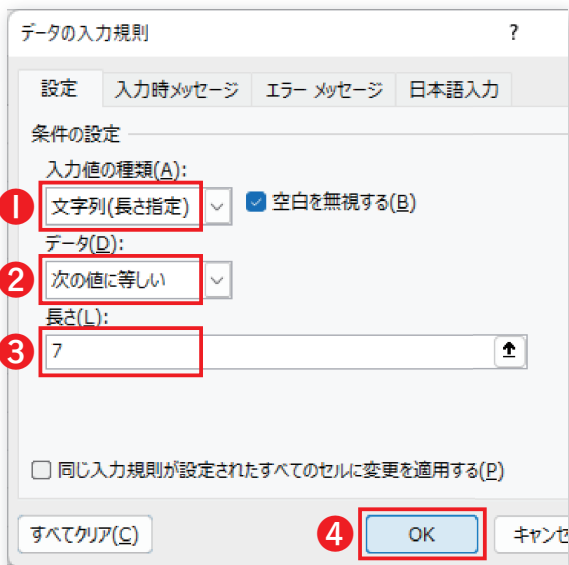 データの入力規則 ?
設定 入力時メッセージ エラー メッセージ 日本語入力
条件の設定
入力値の種類(A):
1 文字列(長さ指定) 空白を無視する(B)
データ(D):
2 次の値に等しい
長さ(L):
3 7
同じ入力規則が設定されたすべてのセルに変更を適用する(P)
すべてクリア(C) 4 OK キャンセ